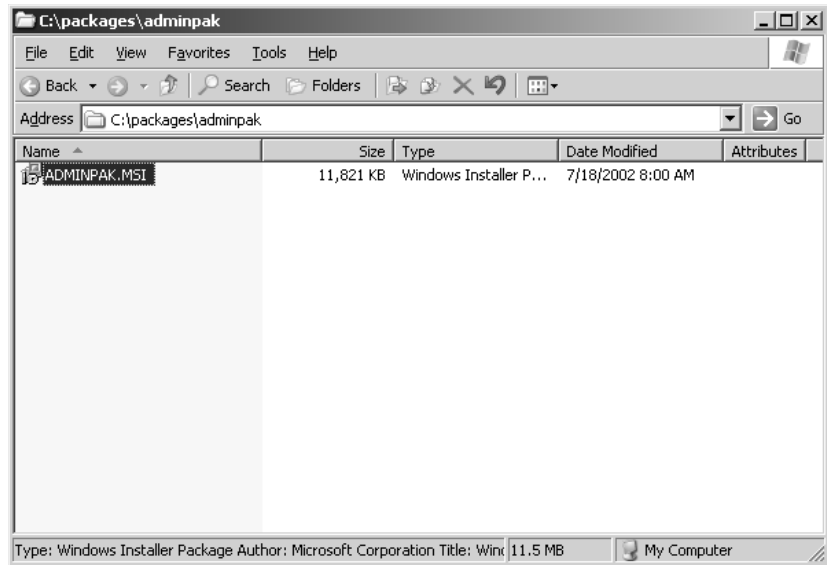 C:\packages\adminpak
File Edit View Favorites Tools Help
Back Search Folders
Address C:\packages\adminpak Go
Name Size Type Date Modified Attributes
ADMINPAK.MSI 11,821 KB Windows Installer P... 7/18/2002 8:00 AM
Type: Windows Installer Package Author: Microsoft Corporation Title: Wind 11.5 MB My Computer